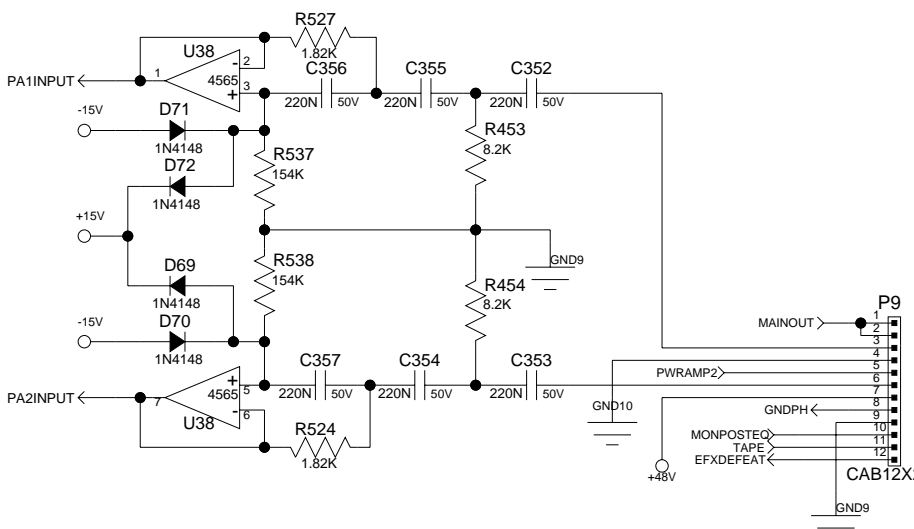 R527
1.82K
U38
-
2
4565
1
+
3
PA1INPUT
C356
220N
50V
C355
220N
50V
C352
220N
50V
-15V
D71
1N4148
R453
8.2K
R537
154K
D72
1N4148
+15V
D69
1N4148
R538
154K
GND9
R454
8.2K
-15V
D70
1N4148
C357
220N
50V
C354
220N
50V
C353
220N
50V
PA2INPUT
+
5
4565
7
-
6
U38
R524
1.82K
P9
MAINOUT
1
2
3
4
PWRAMP2
5
6
7
GNDPH
8
9
MONPOSTEQ
10
TAPE
11
EFXDEFEAT
12
GND10
+48V
CAB12X2
GND9